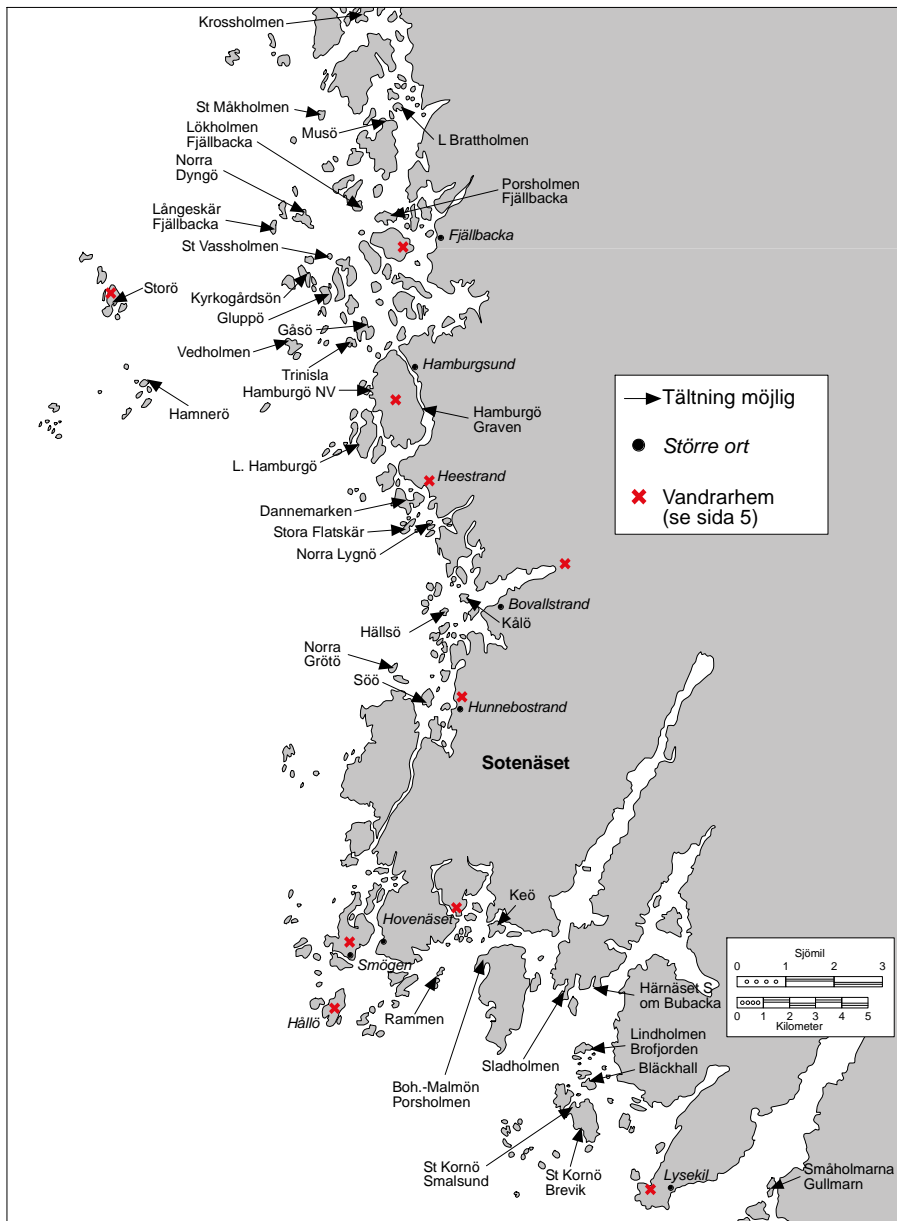 Krossholmen
St Måkholmen
Lökholmen
Fjällbacka
Musö
L Brattholmen
Norra
Dyngö
Porsholmen
Fjällbacka
Långeskär
Fjällbacka
Fjällbacka
St Vassholmen
Storö
Kyrkogårdsön
Gluppö
Gåsö
Vedholmen
Trinisla
Hamburgsund
Hamnerö
Hamburgö NV
Hamburgö
Graven
L. Hamburgö
Heestrand
Dannemarken
Stora Flatskär
Norra Lygnö
Tältning möjlig
Större ort
Vandrarhem
(se sida 5)
Bovallstrand
Hällsö
Kålö
Norra
Grötö
Söö
Hunnebostrand
Sotenäset
Keö
Hovenäset
Smögen
Sjömil
0 1 2 3
0 1 2 3 4 5
Kilometer
Härnäset S
om Bubacka
Hållö
Rammen
Lindholmen
Brofjorden
Sladholmen
Bläckhall
Boh.-Malmön
Porsholmen
St Kornö
Smalsund
St Kornö
Brevik
Lysekil
Småholmarna
Gullmarn